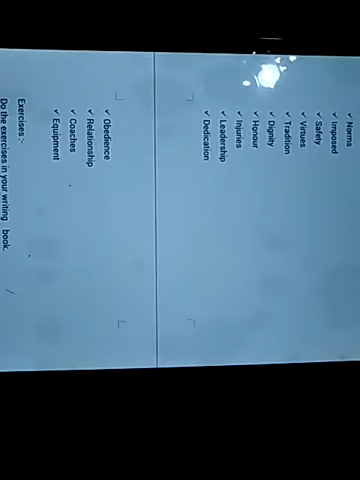 ✓ Norms
✓ Imposed
✓ Safety
✓ Virtues
✓ Tradition
✓ Dignity
✓ Honour
✓ Injuries
✓ Leadership
✓ Dedication
✓ Obedience
✓ Relationship
✓ Coaches
✓ Equipment
Exercises :-
Do the exercises in your writing book.